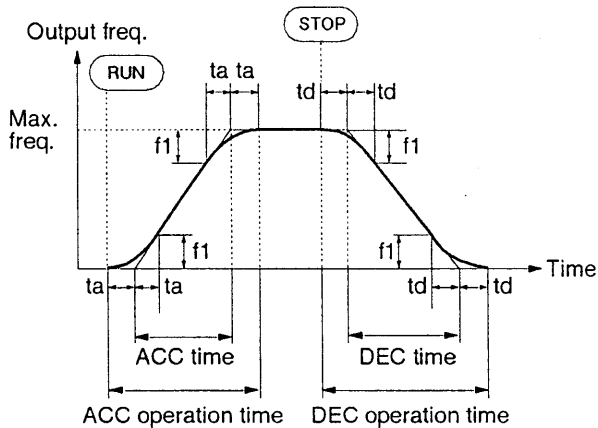 STOP
Output freq.
RUN
ta ta
td td
Max.
freq.
f1
f1
f1
f1
Time
ta ta
td td
ACC time
DEC time
ACC operation time
DEC operation time